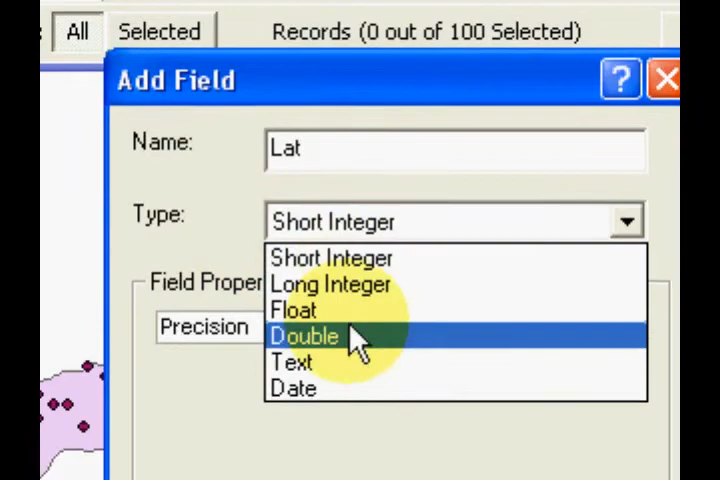 All Selected Records (0 out of 100 Selected)
Add Field
Name: Lat
Type: Short Integer
Short Integer
Long Integer
Float
Double
Text
Date
Field Proper
Precision